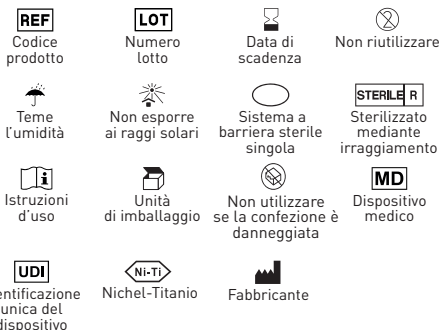 REF
Codice
prodotto
LOT
Numero
lotto
Data di
scadenza
2
Non riutilizzare
Teme
l'umidità
Non esporre
ai raggi solari
Sistema a
barriera sterile
singola
STERILE R
Sterilizzato
mediante
irraggiamento
i
Istruzioni
d'uso
Unità
di imballaggio
Non utilizzare
se la confezione è
danneggiata
MD
Dispositivo
medico
UDI
entificazione
unica del
dispositivo
Ni-Ti
Nichel-Titanio
Fabbricante